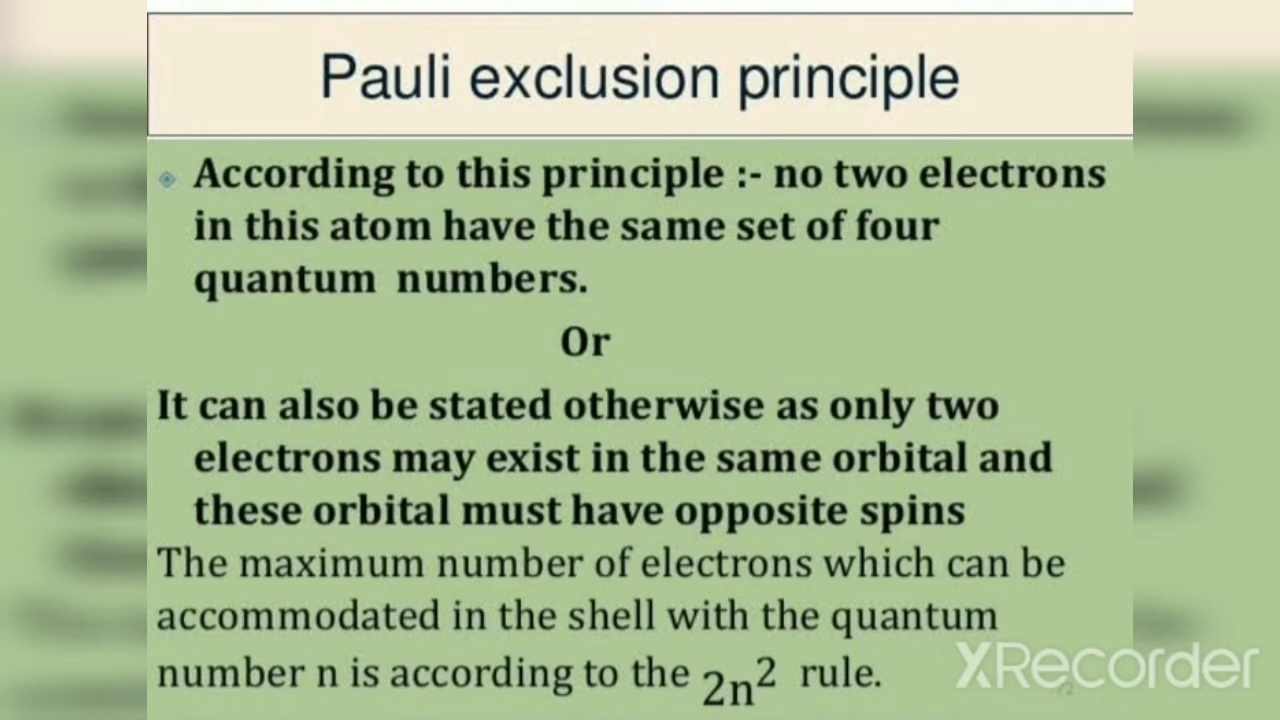 Pauli exclusion principle
According to this principle :- no two electrons
in this atom have the same set of four
quantum numbers.
Or
It can also be stated otherwise as only two
electrons may exist in the same orbital and
these orbital must have opposite spins
The maximum number of electrons which can be
accommodated in the shell with the quantum
number n is according to the 2n² rule.
XRecorder